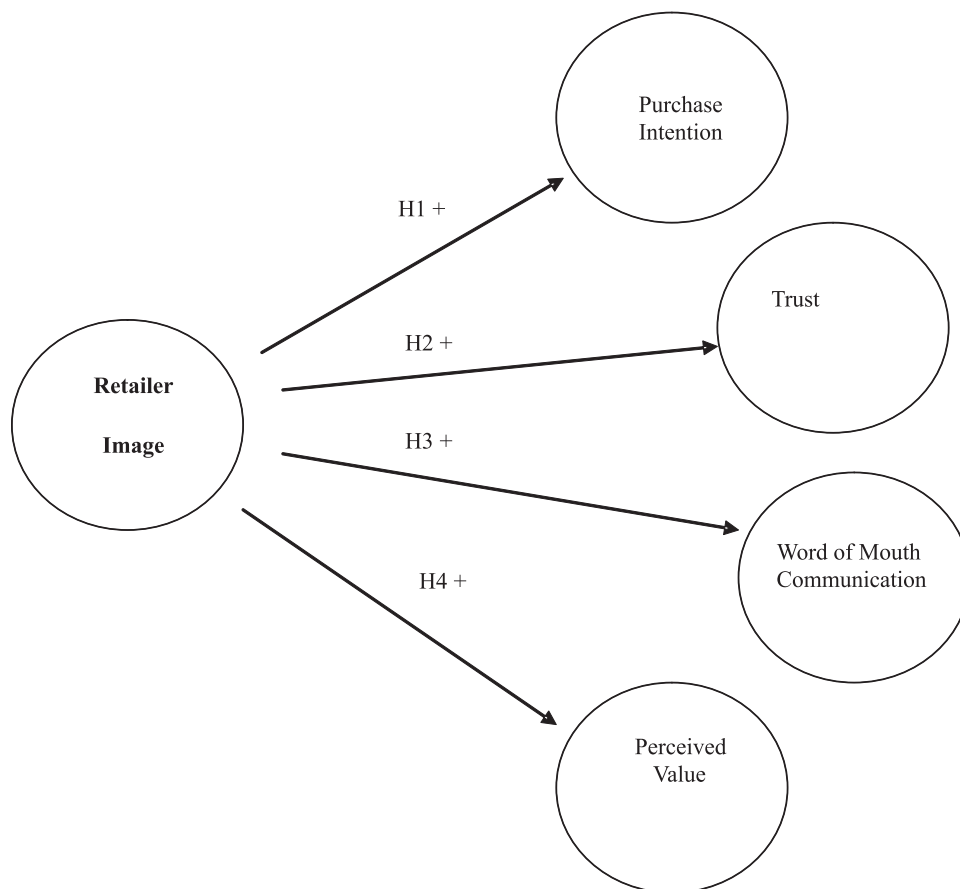 Purchase
Intention
H1 +
Trust
H2 +
Retailer
Image
H3 +
Word of Mouth
Communication
H4 +
Perceived
Value